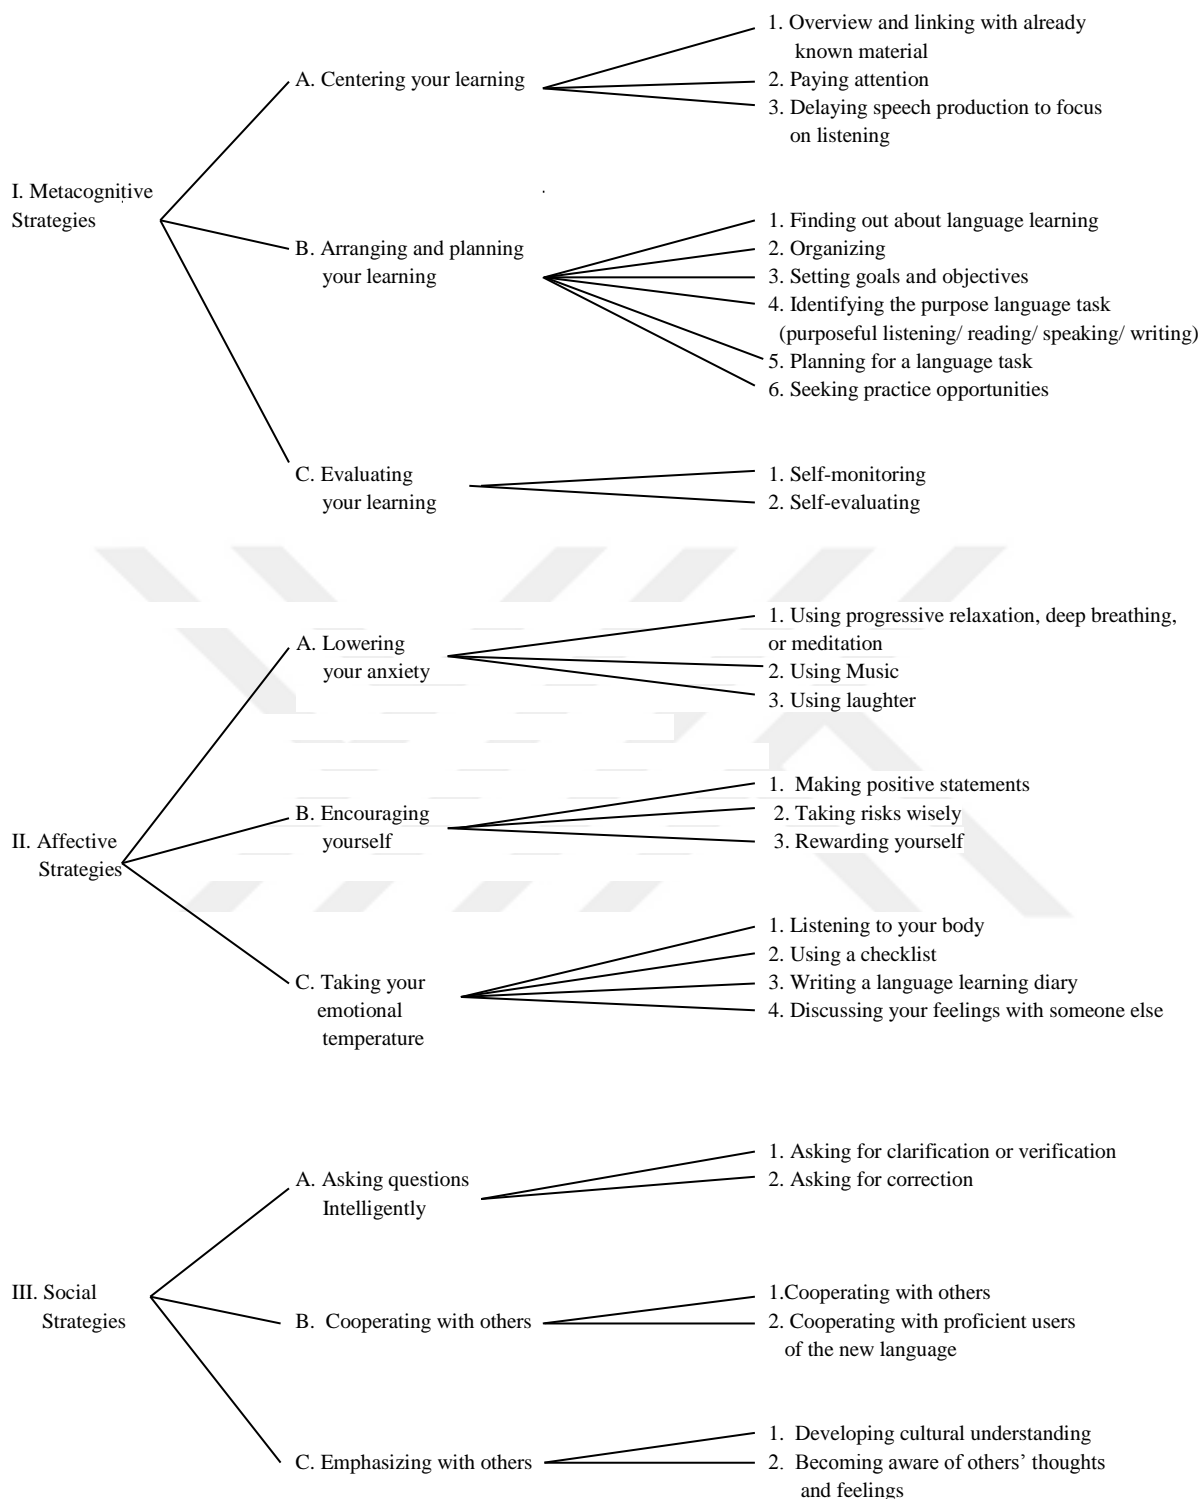 I. Metacognitive
Strategies
A. Centering your learning
1. Overview and linking with already
known material
2. Paying attention
3. Delaying speech production to focus
on listening
B. Arranging and planning
your learning
1. Finding out about language learning
2. Organizing
3. Setting goals and objectives
4. Identifying the purpose language task
(purposeful listening/ reading/ speaking/ writing)
5. Planning for a language task
6. Seeking practice opportunities
C. Evaluating
your learning
1. Self-monitoring
2. Self-evaluating
II. Affective
Strategies
A. Lowering
your anxiety
1. Using progressive relaxation, deep breathing,
or meditation
2. Using Music
3. Using laughter
B. Encouraging
yourself
1. Making positive statements
2. Taking risks wisely
3. Rewarding yourself
C. Taking your
emotional
temperature
1. Listening to your body
2. Using a checklist
3. Writing a language learning diary
4. Discussing your feelings with someone else
III. Social
Strategies
A. Asking questions
Intelligently
1. Asking for clarification or verification
2. Asking for correction
B. Cooperating with others
1.Cooperating with others
2. Cooperating with proficient users
of the new language
C. Emphasizing with others
1. Developing cultural understanding
2. Becoming aware of others’ thoughts
and feelings